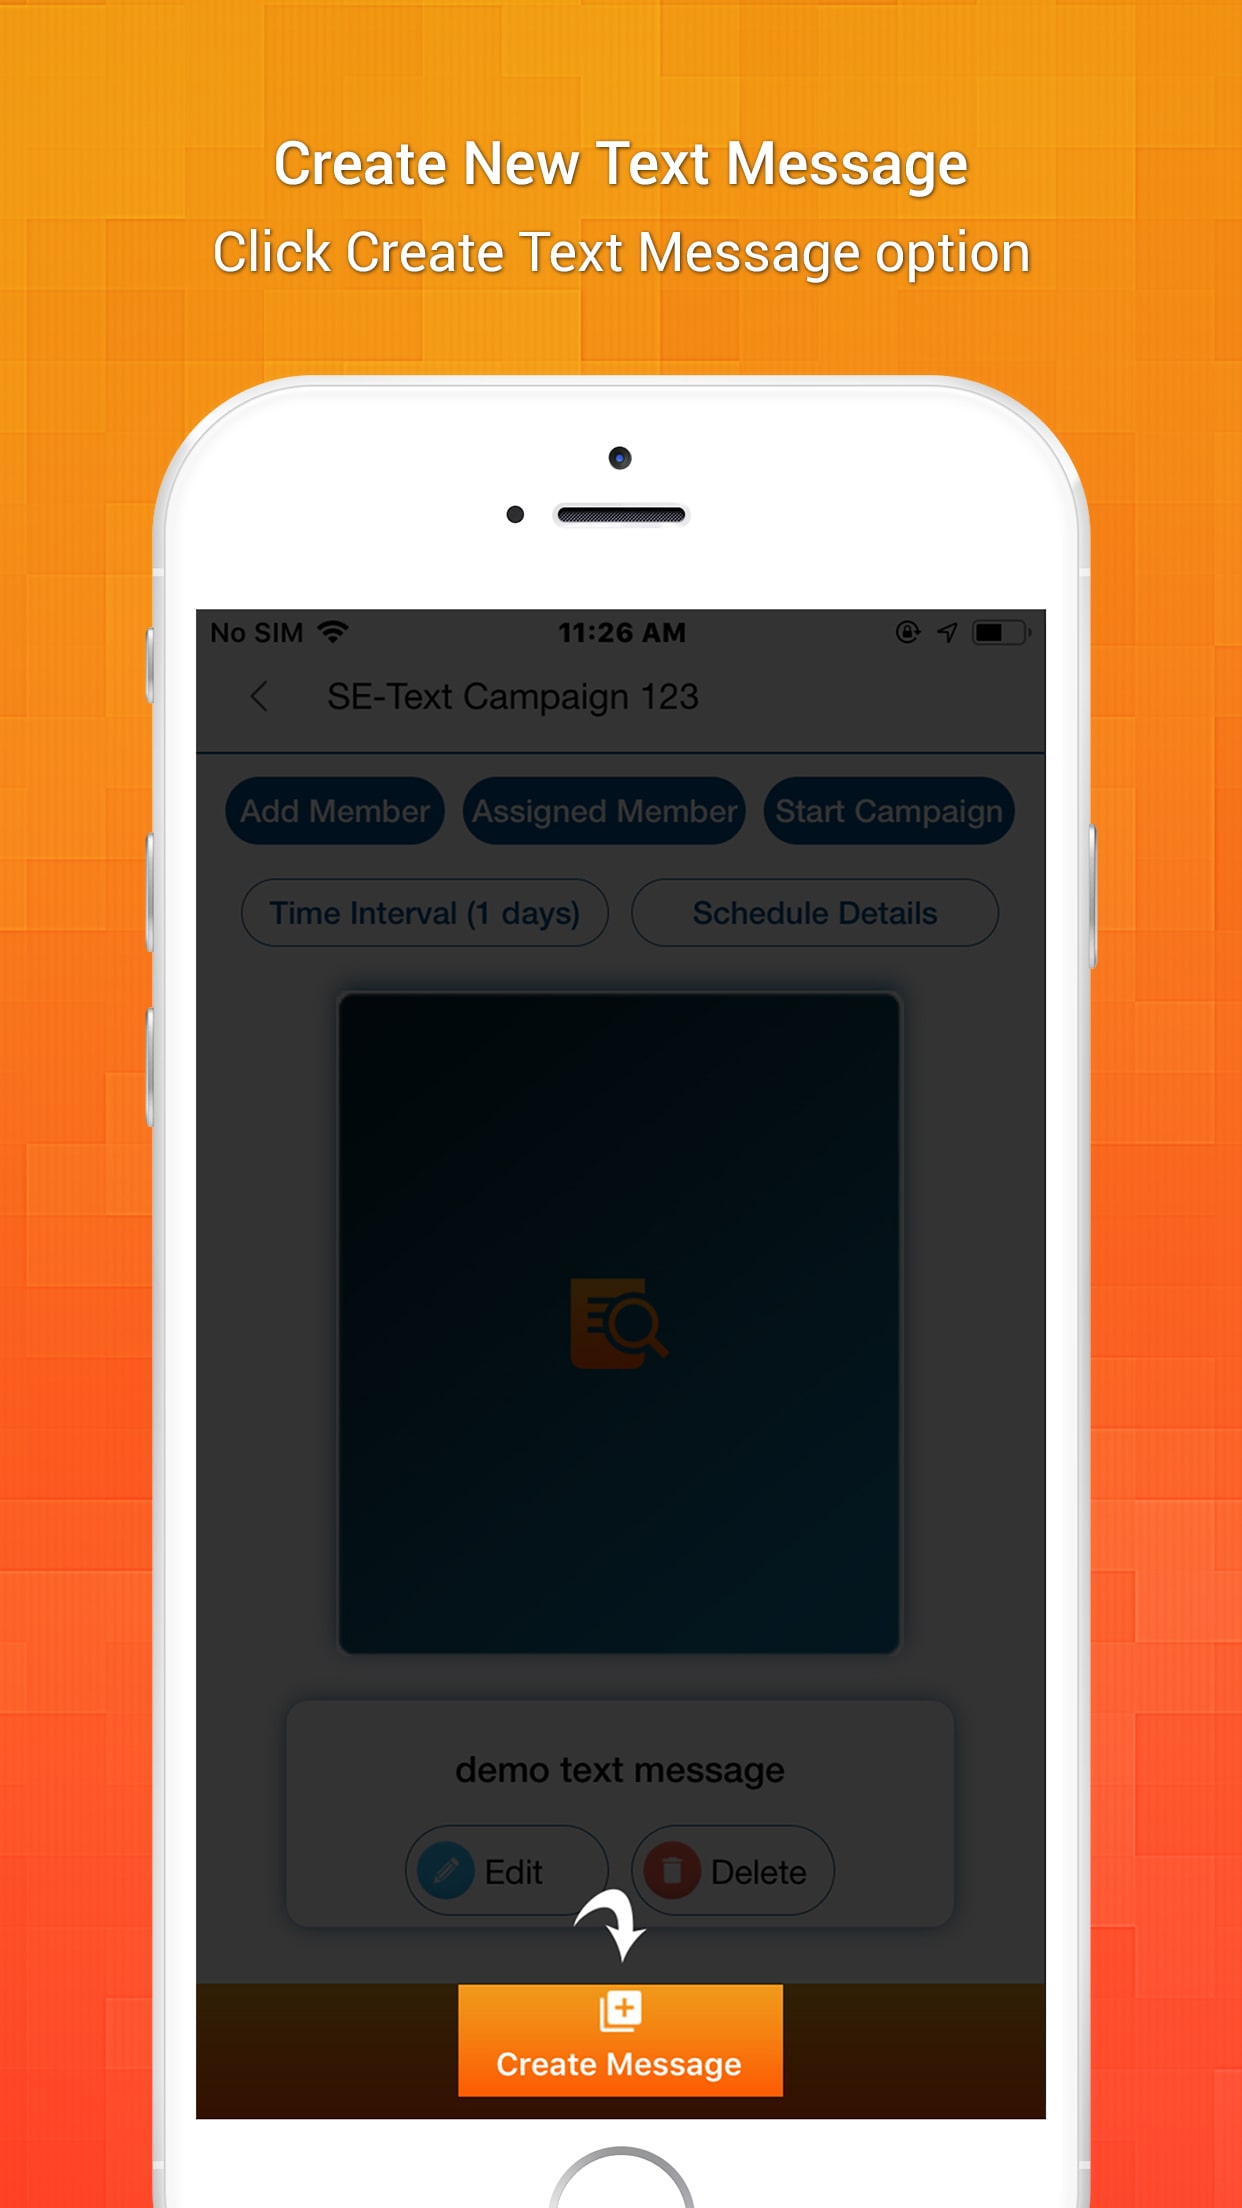 Create New Text Message
Click Create Text Message option
No SIM 11:26 AM
SE-Text Campaign 123
Add Member Assigned Member Start Campaign
Time Interval (1 days) Schedule Details
demo text message
Edit Delete
Create Message